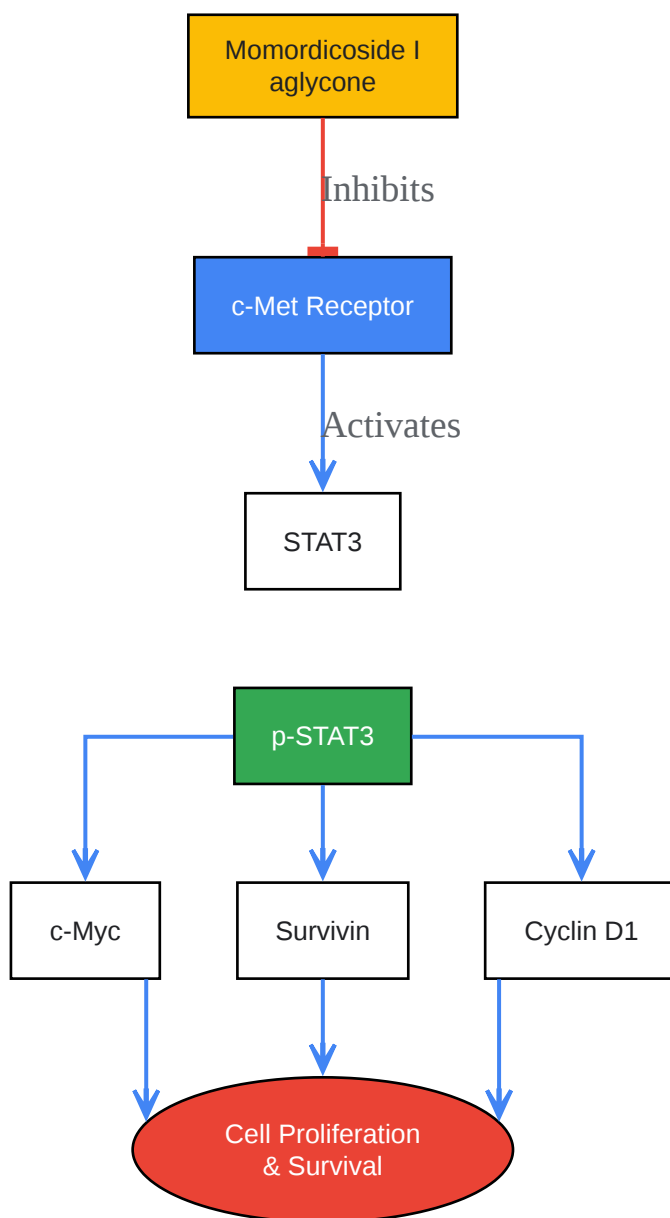 Momordicoside I
aglycone
Inhibits
c-Met Receptor
Activates
STAT3
p-STAT3
c-Myc
Survivin
Cyclin D1
Cell Proliferation
& Survival